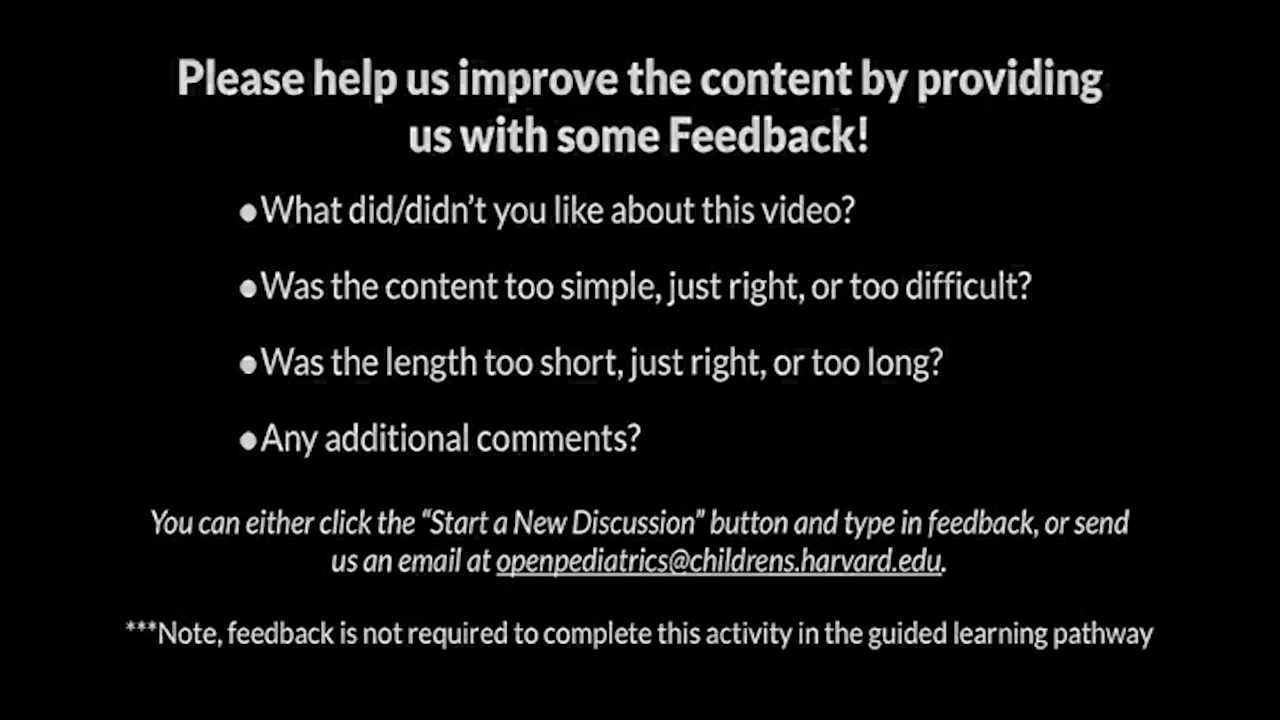 Please help us improve the content by providing
us with some Feedback!
●What did/didn’t you like about this video?
●Was the content too simple, just right, or too difficult?
●Was the length too short, just right, or too long?
●Any additional comments?
You can either click the “Start a New Discussion” button and type in feedback, or send
us an email at openpediatrics@childrens.harvard.edu.
***Note, feedback is not required to complete this activity in the guided learning pathway